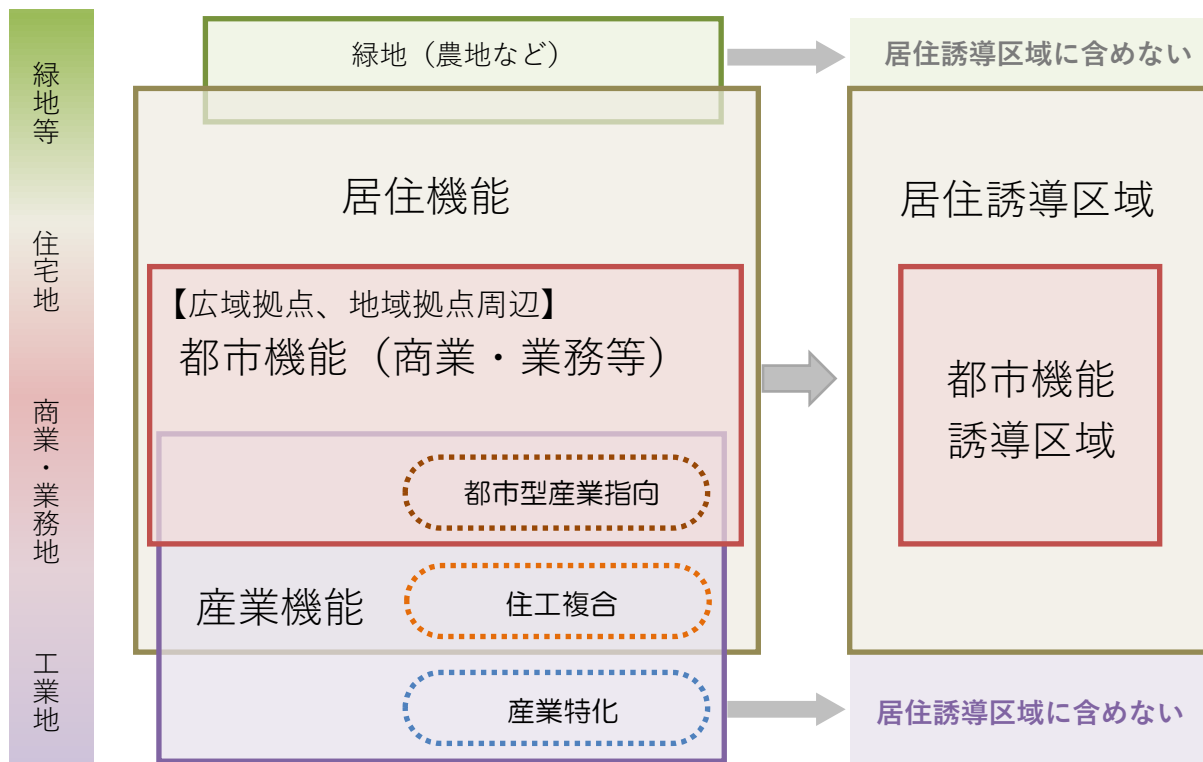 緑地等
住宅地
商業・業務地
工業地
緑地（農地など）
居住機能
【広域拠点、地域拠点周辺】
都市機能（商業・業務等）
都市型産業指向
産業機能
住工複合
産業特化
居住誘導区域に含めない
居住誘導区域
都市機能
誘導区域
居住誘導区域に含めない